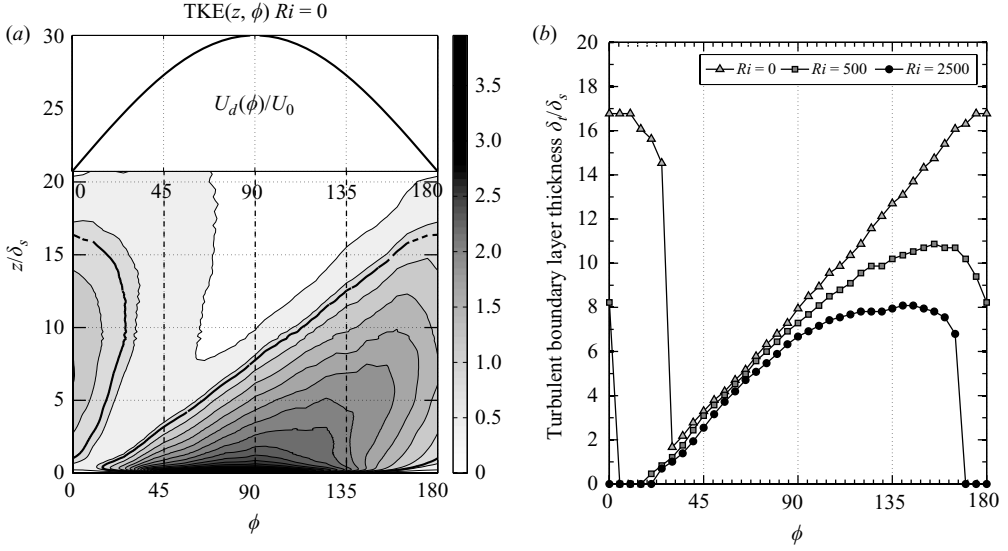 TKE(z, ϕ) Ri = 0
(a)
30
25
20
15
10
5
0
z/δs
U_d(ϕ)/U_0
0 45 90 135 180
0 45 90 135 180
ϕ
3.5
3.0
2.5
2.0
1.5
1.0
0.5
0
(b)
20
18
16
14
12
10
8
6
4
2
0
Turbulent boundary layer thickness δt/δs
Ri = 0 Ri = 500 Ri = 2500
0 45 90 135 180
ϕ